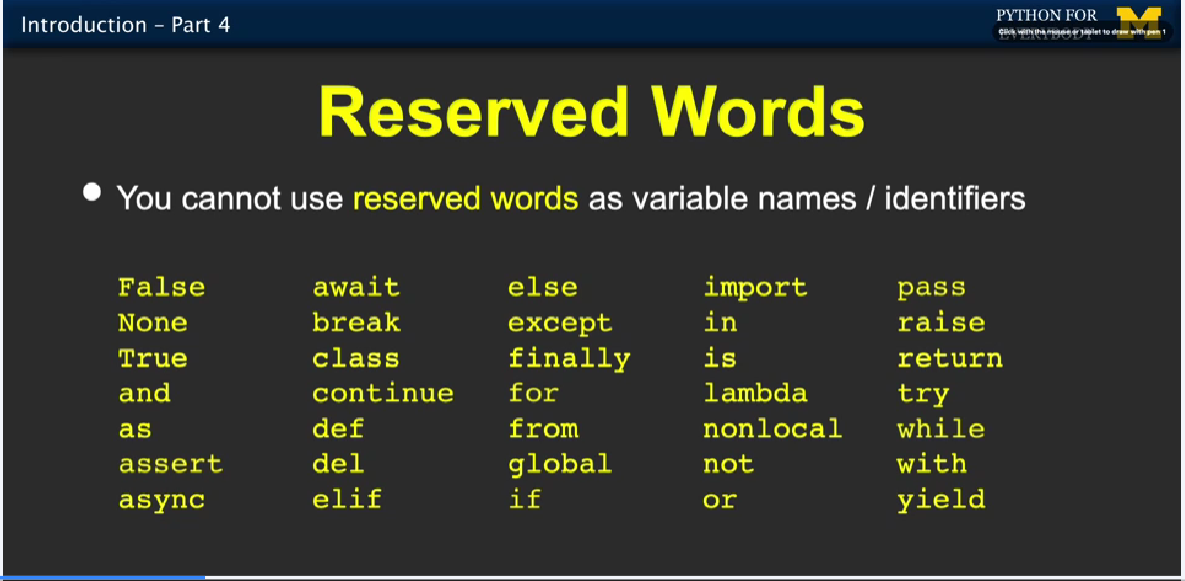 Introduction – Part 4
PYTHON FOR
EVERYBODY
Click with the mouse or tablet to draw with pen 1
Reserved Words
• You cannot use reserved words as variable names / identifiers
False await else import pass
None break except in raise
True class finally is return
and continue for lambda try
as def from nonlocal while
assert del global not with
async elif if or yield